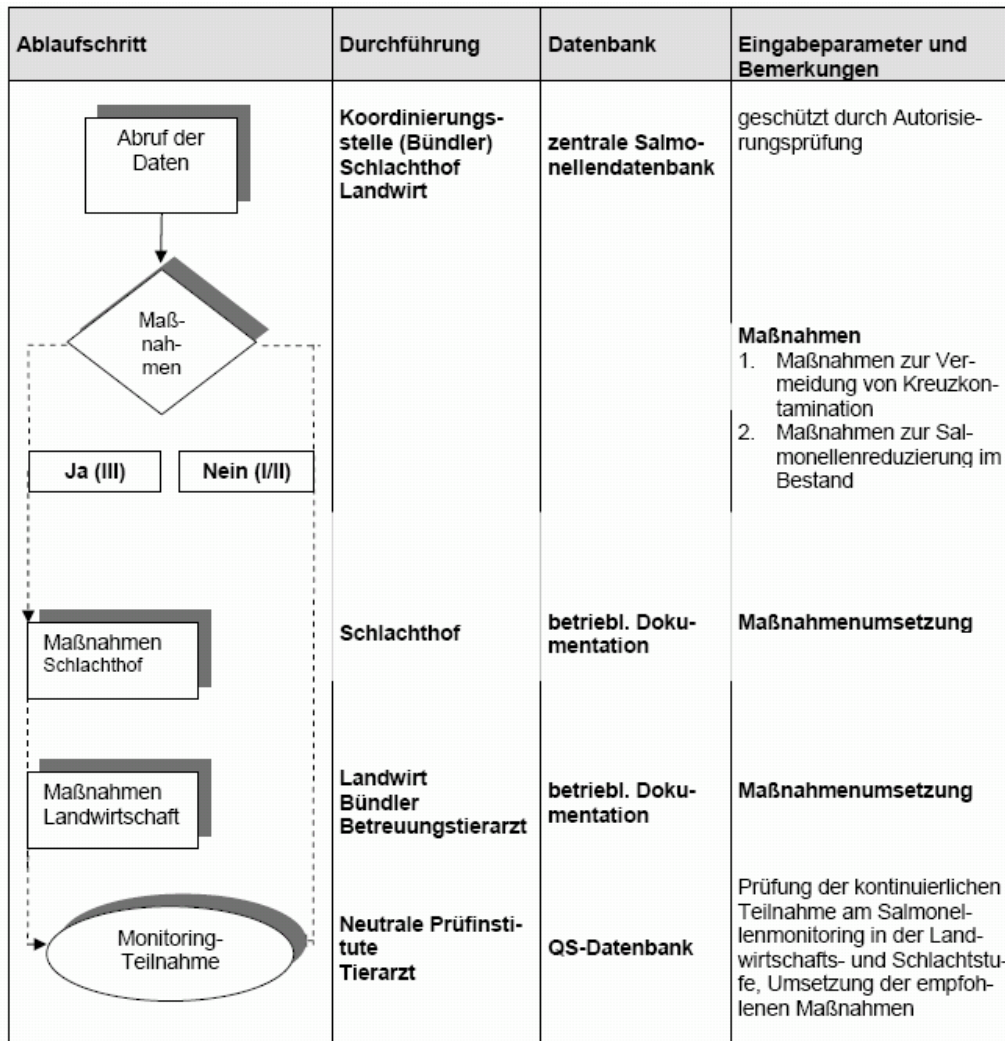 Ablaufschritt
Durchführung
Datenbank
Eingabeparameter und
Bemerkungen
Abruf der
Daten
Koordinierungs-
stelle (Bündler)
Schlachthof
Landwirt
zentrale Salmo-
nellendatenbank
geschützt durch Autorisie-
rungsprüfung
Maß-
nah-
men
Maßnahmen
1. Maßnahmen zur Ver-
meidung von Kreuzkon-
tamination
2. Maßnahmen zur Sal-
monellenreduzierung im
Bestand
Ja (III)
Nein (I/II)
Maßnahmen
Schlachthof
Schlachthof
betriebl. Doku-
mentation
Maßnahmenumsetzung
Maßnahmen
Landwirtschaft
Landwirt
Bündler
Betreuungstierarzt
betriebl. Doku-
mentation
Maßnahmenumsetzung
Monitoring-
Teilnahme
Neutrale Prüfinsti-
tute
Tierarzt
QS-Datenbank
Prüfung der kontinuierlichen
Teilnahme am Salmonel-
lenmonitoring in der Land-
wirtschafts- und Schlachtstu-
fe, Umsetzung der empfoh-
lenen Maßnahmen